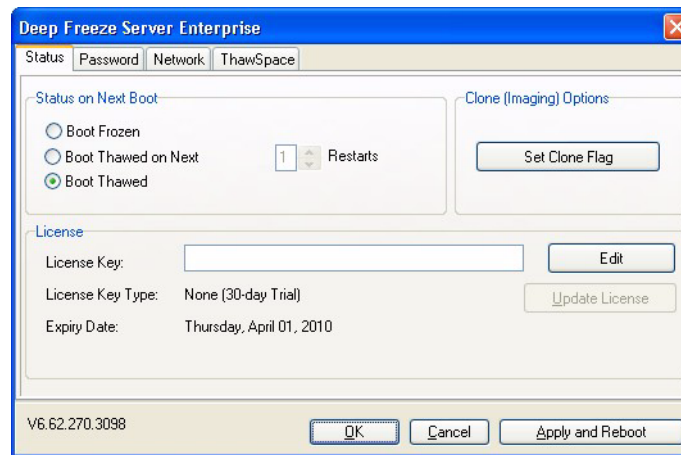 Deep Freeze Server Enterprise
Status Password Network ThawSpace
Status on Next Boot
Boot Frozen
Boot Thawed on Next 1 Restarts
Boot Thawed
Clone (Imaging) Options
Set Clone Flag
License
License Key: Edit
License Key Type: None (30-day Trial) Update License
Expiry Date: Thursday, April 01, 2010
V6.62.270.3098 OK Cancel Apply and Reboot